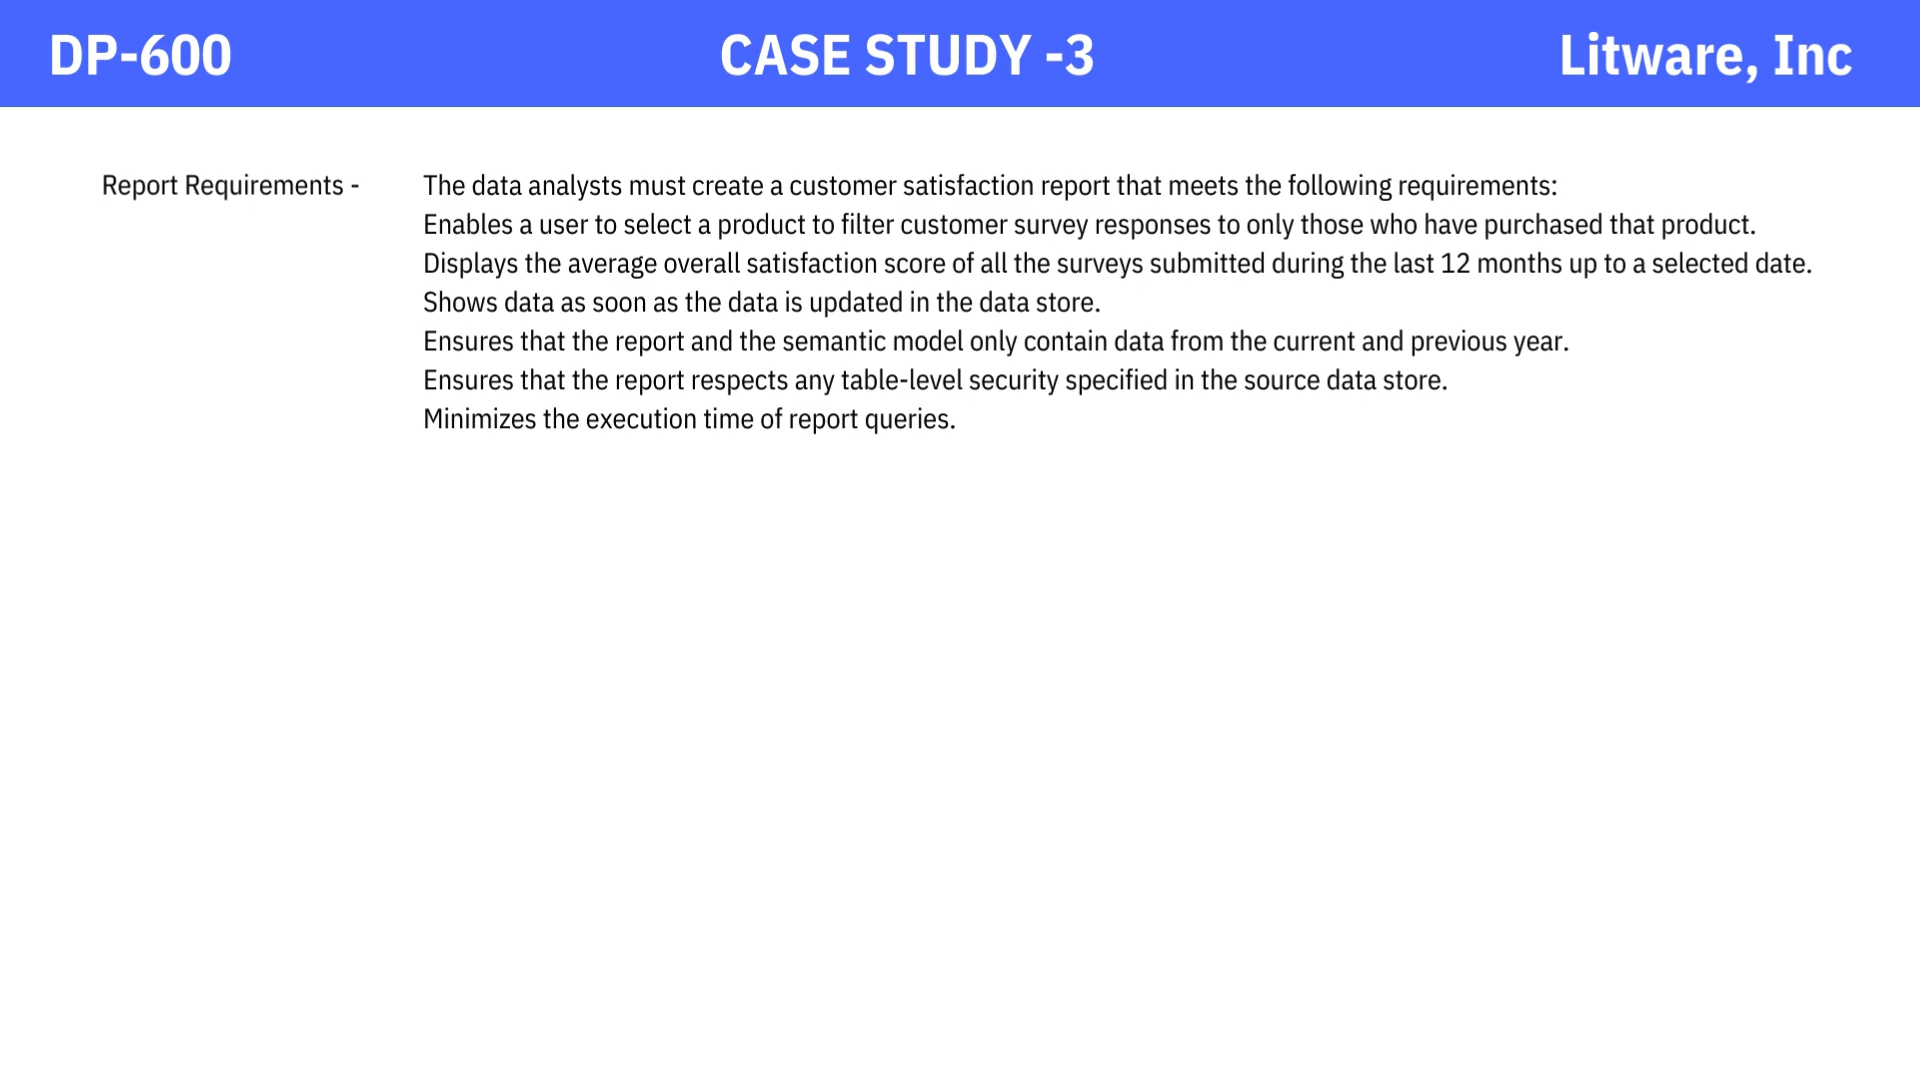 DP-600
CASE STUDY -3
Litware, Inc
Report Requirements -
The data analysts must create a customer satisfaction report that meets the following requirements:
Enables a user to select a product to filter customer survey responses to only those who have purchased that product.
Displays the average overall satisfaction score of all the surveys submitted during the last 12 months up to a selected date.
Shows data as soon as the data is updated in the data store.
Ensures that the report and the semantic model only contain data from the current and previous year.
Ensures that the report respects any table-level security specified in the source data store.
Minimizes the execution time of report queries.